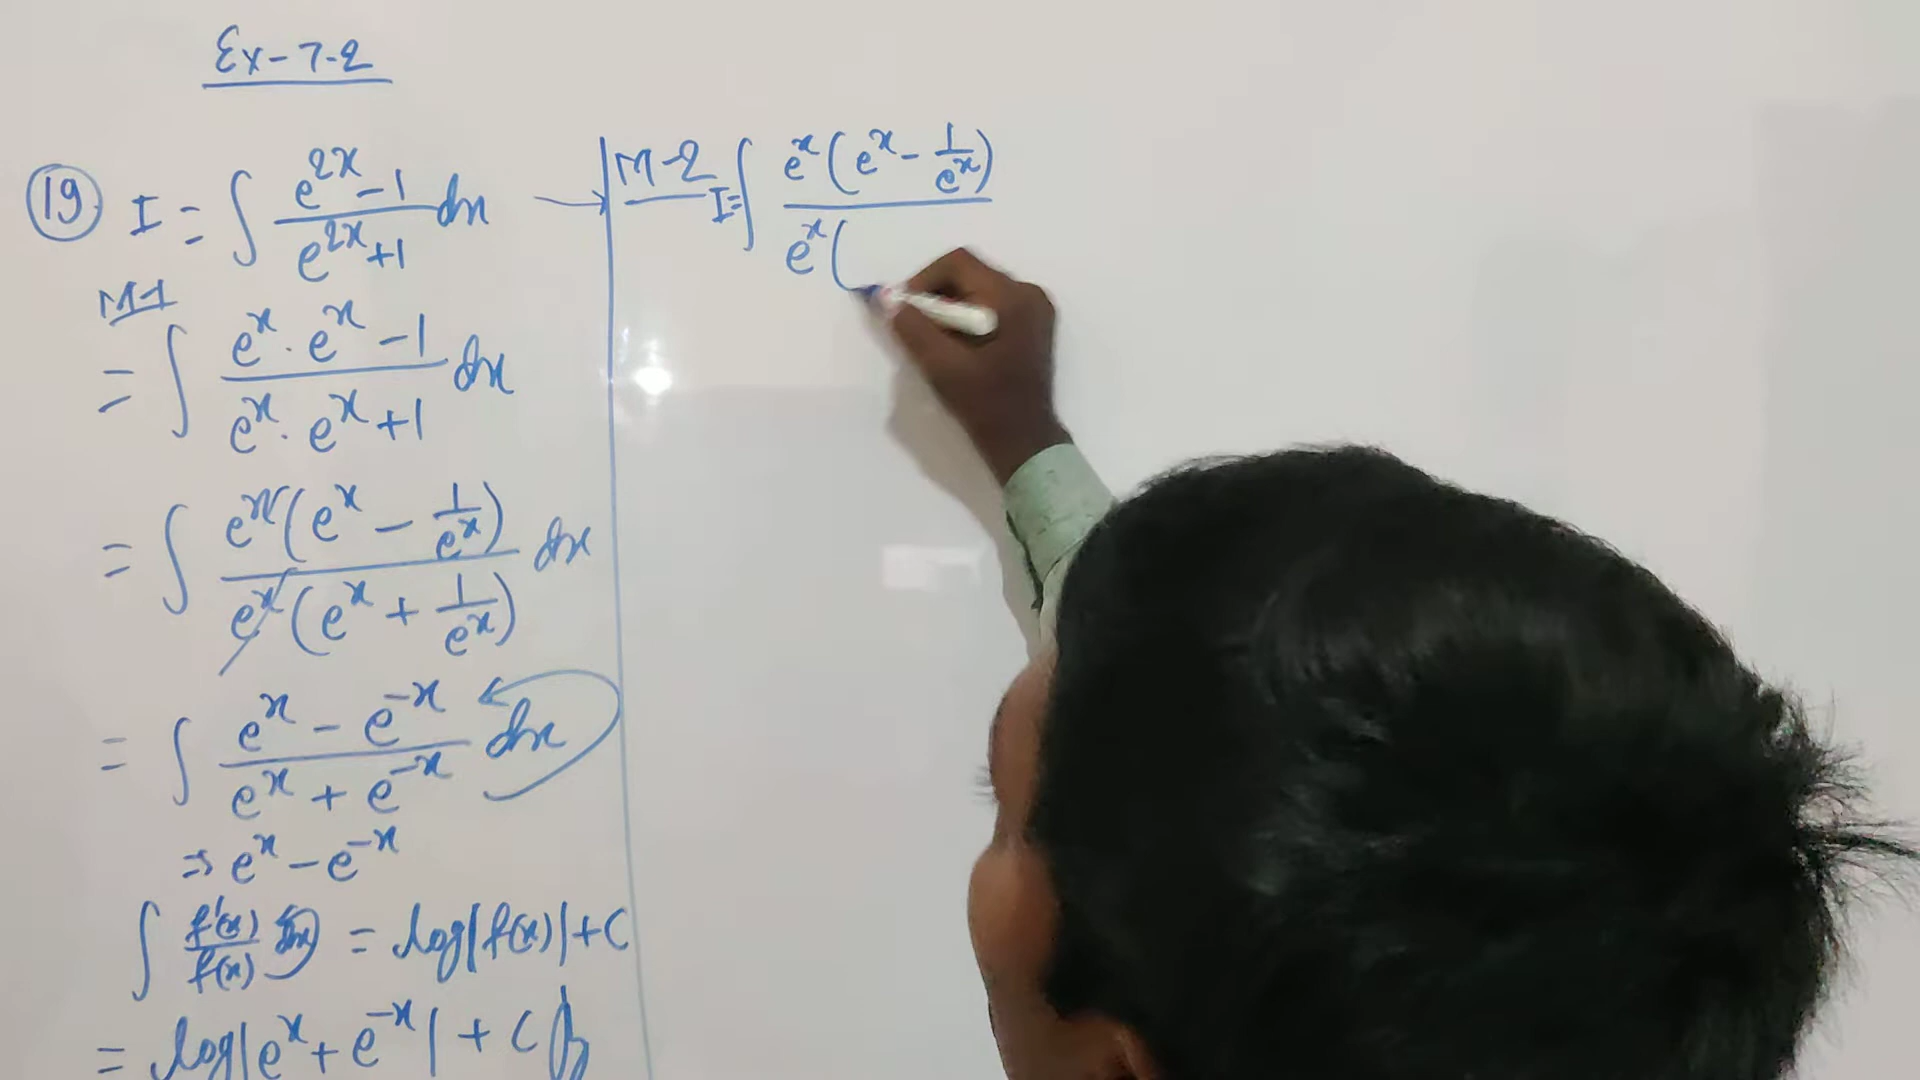 Ex-7-2
(19) I = ∫ (e^{2x} - 1)/(e^{2x} + 1) dx →
M-1
= ∫ (e^x · e^x - 1)/(e^x · e^x + 1) dx
= ∫ e^x (e^x - 1/e^x) / e^x (e^x + 1/e^x) dx
= ∫ (e^x - e^{-x})/(e^x + e^{-x}) dx
⇒ e^x - e^{-x}
∫ f'(x)/f(x) dx = log|f(x)| + C
= log|e^x + e^{-x}| + C
M-2
I = ∫ e^x (e^x - 1/e^x) / e^x (